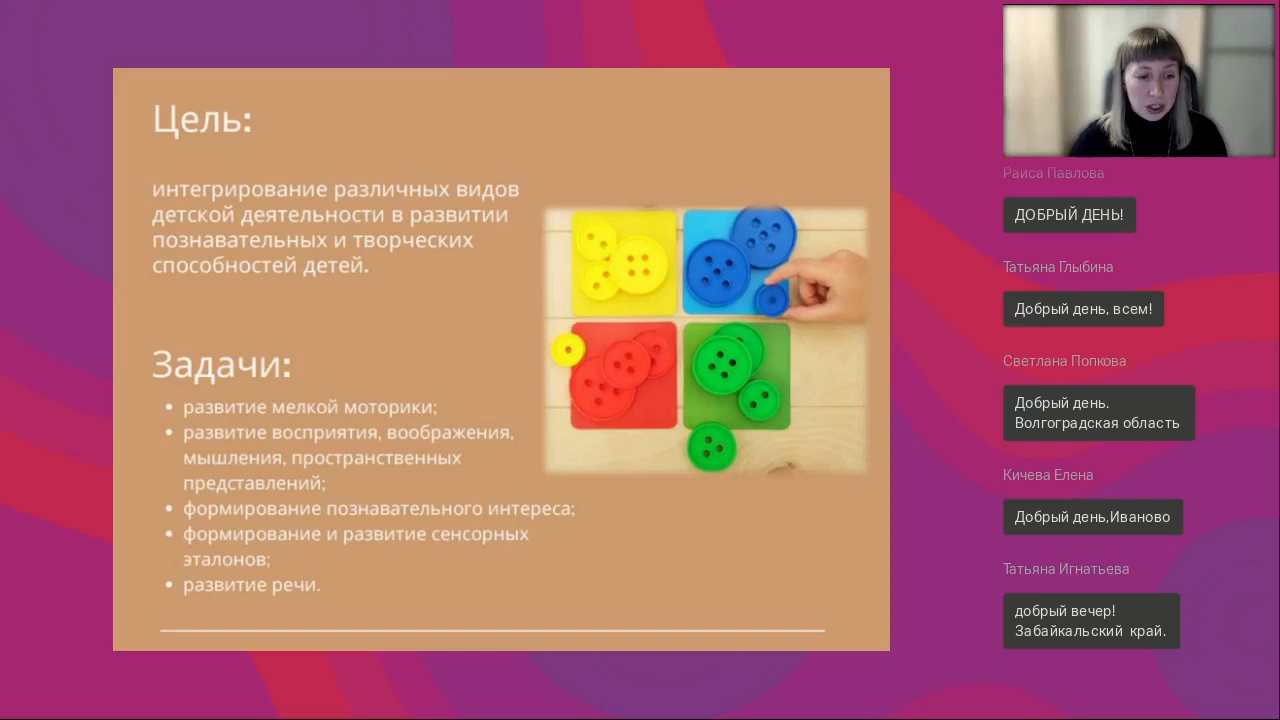 Цель:
интегрирование различных видов
детской деятельности в развитии
познавательных и творческих
способностей детей.
Задачи:
• развитие мелкой моторики;
• развитие восприятия, воображения,
мышления, пространственных
представлений;
• формирование познавательного интереса;
• формирование и развитие сенсорных
эталонов;
• развитие речи.
Раиса Павлова
ДОБРЫЙ ДЕНЬ!
Татьяна Глыбина
Добрый день, всем!
Светлана Попкова
Добрый день.
Волгоградская область
Кичева Елена
Добрый день,Иваново
Татьяна Игнатьева
добрый вечер!
Забайкальский край.